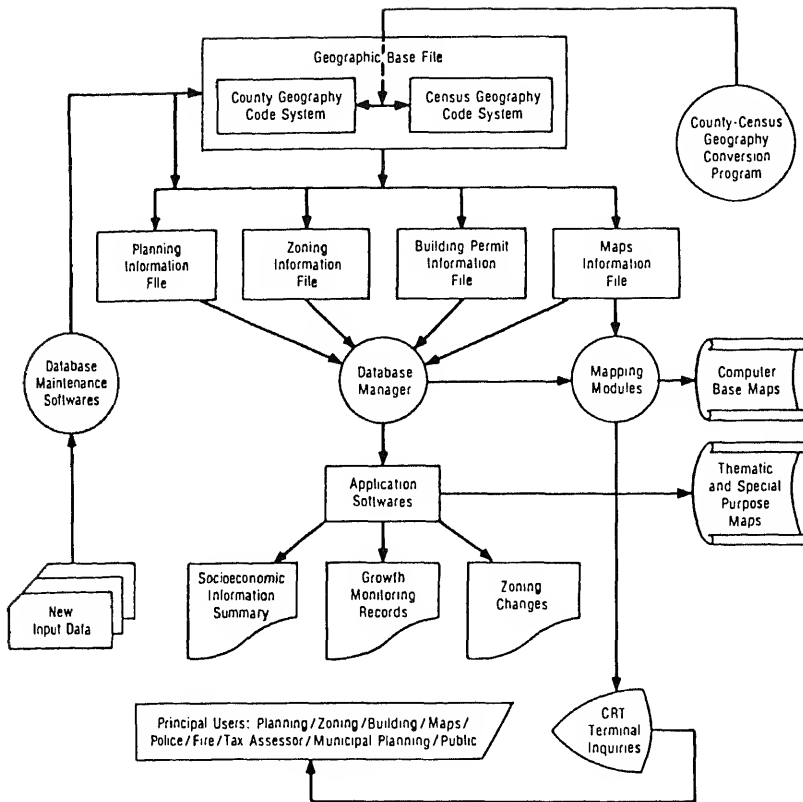 Geographic Base File
County Geography
Code System
Census Geography
Code System
County-Census
Geography
Conversion
Program
Planning
Information
File
Zoning
Information
File
Building Permit
Information
File
Maps
Information
File
Database
Maintenance
Softwares
Database
Manager
Mapping
Modules
Computer
Base Maps
Application
Softwares
Thematic
and Special
Purpose
Maps
New
Input Data
Socioeconomic
Information
Summary
Growth
Monitoring
Records
Zoning
Changes
Principal Users: Planning/Zoning/Building/Maps/
Police/Fire/Tax Assessor/Municipal Planning/Public
CRT
Terminal
Inquiries